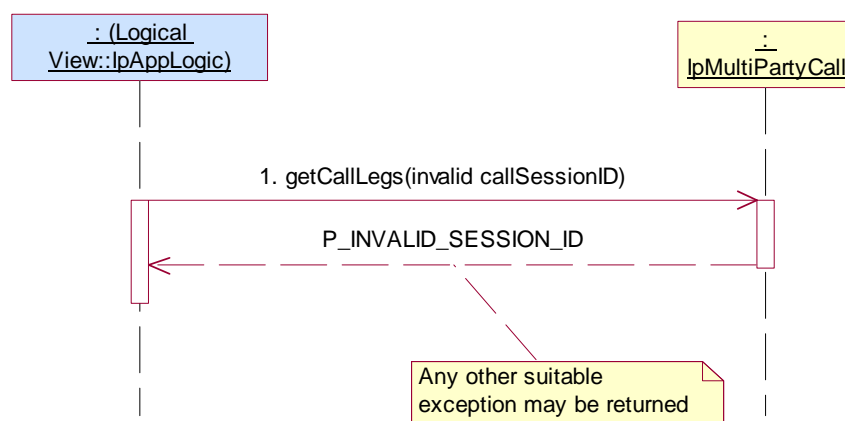 : (Logical
View::IpAppLogic)
:
IpMultiPartyCall
1. getCallLegs(invalid callSessionID)
P_INVALID_SESSION_ID
Any other suitable
exception may be returned